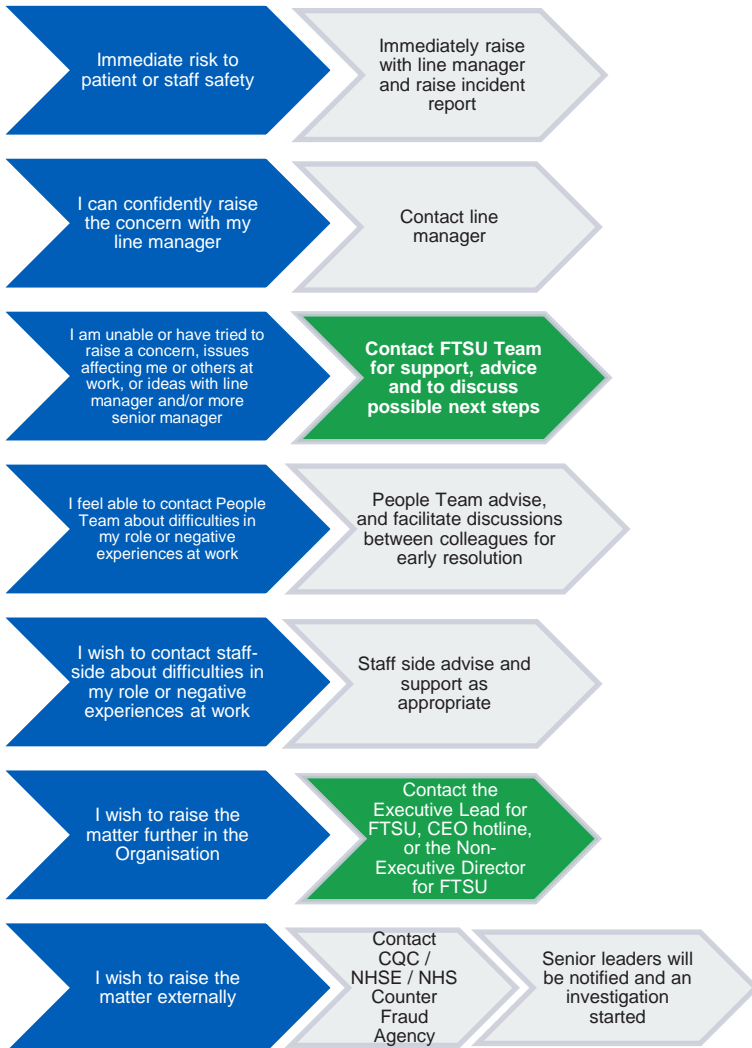 Immediate risk to
patient or staff safety
Immediately raise
with line manager
and raise incident
report
I can confidently raise
the concern with my
line manager
Contact line
manager
I am unable or have tried to
raise a concern, issues
affecting me or others at
work, or ideas with line
manager and/or more
senior manager
Contact FTSU Team
for support, advice
and to discuss
possible next steps
I feel able to contact People
Team about difficulties in
my role or negative
experiences at work
People Team advise,
and facilitate discussions
between colleagues for
early resolution
I wish to contact staff-
side about difficulties in
my role or negative
experiences at work
Staff side advise and
support as
appropriate
I wish to raise the
matter further in the
Organisation
Contact the
Executive Lead for
FTSU, CEO hotline,
or the Non-
Executive Director
for FTSU
I wish to raise the
matter externally
Contact
CQC /
NHSE / NHS
Counter
Fraud
Agency
Senior leaders will
be notified and an
investigation
started